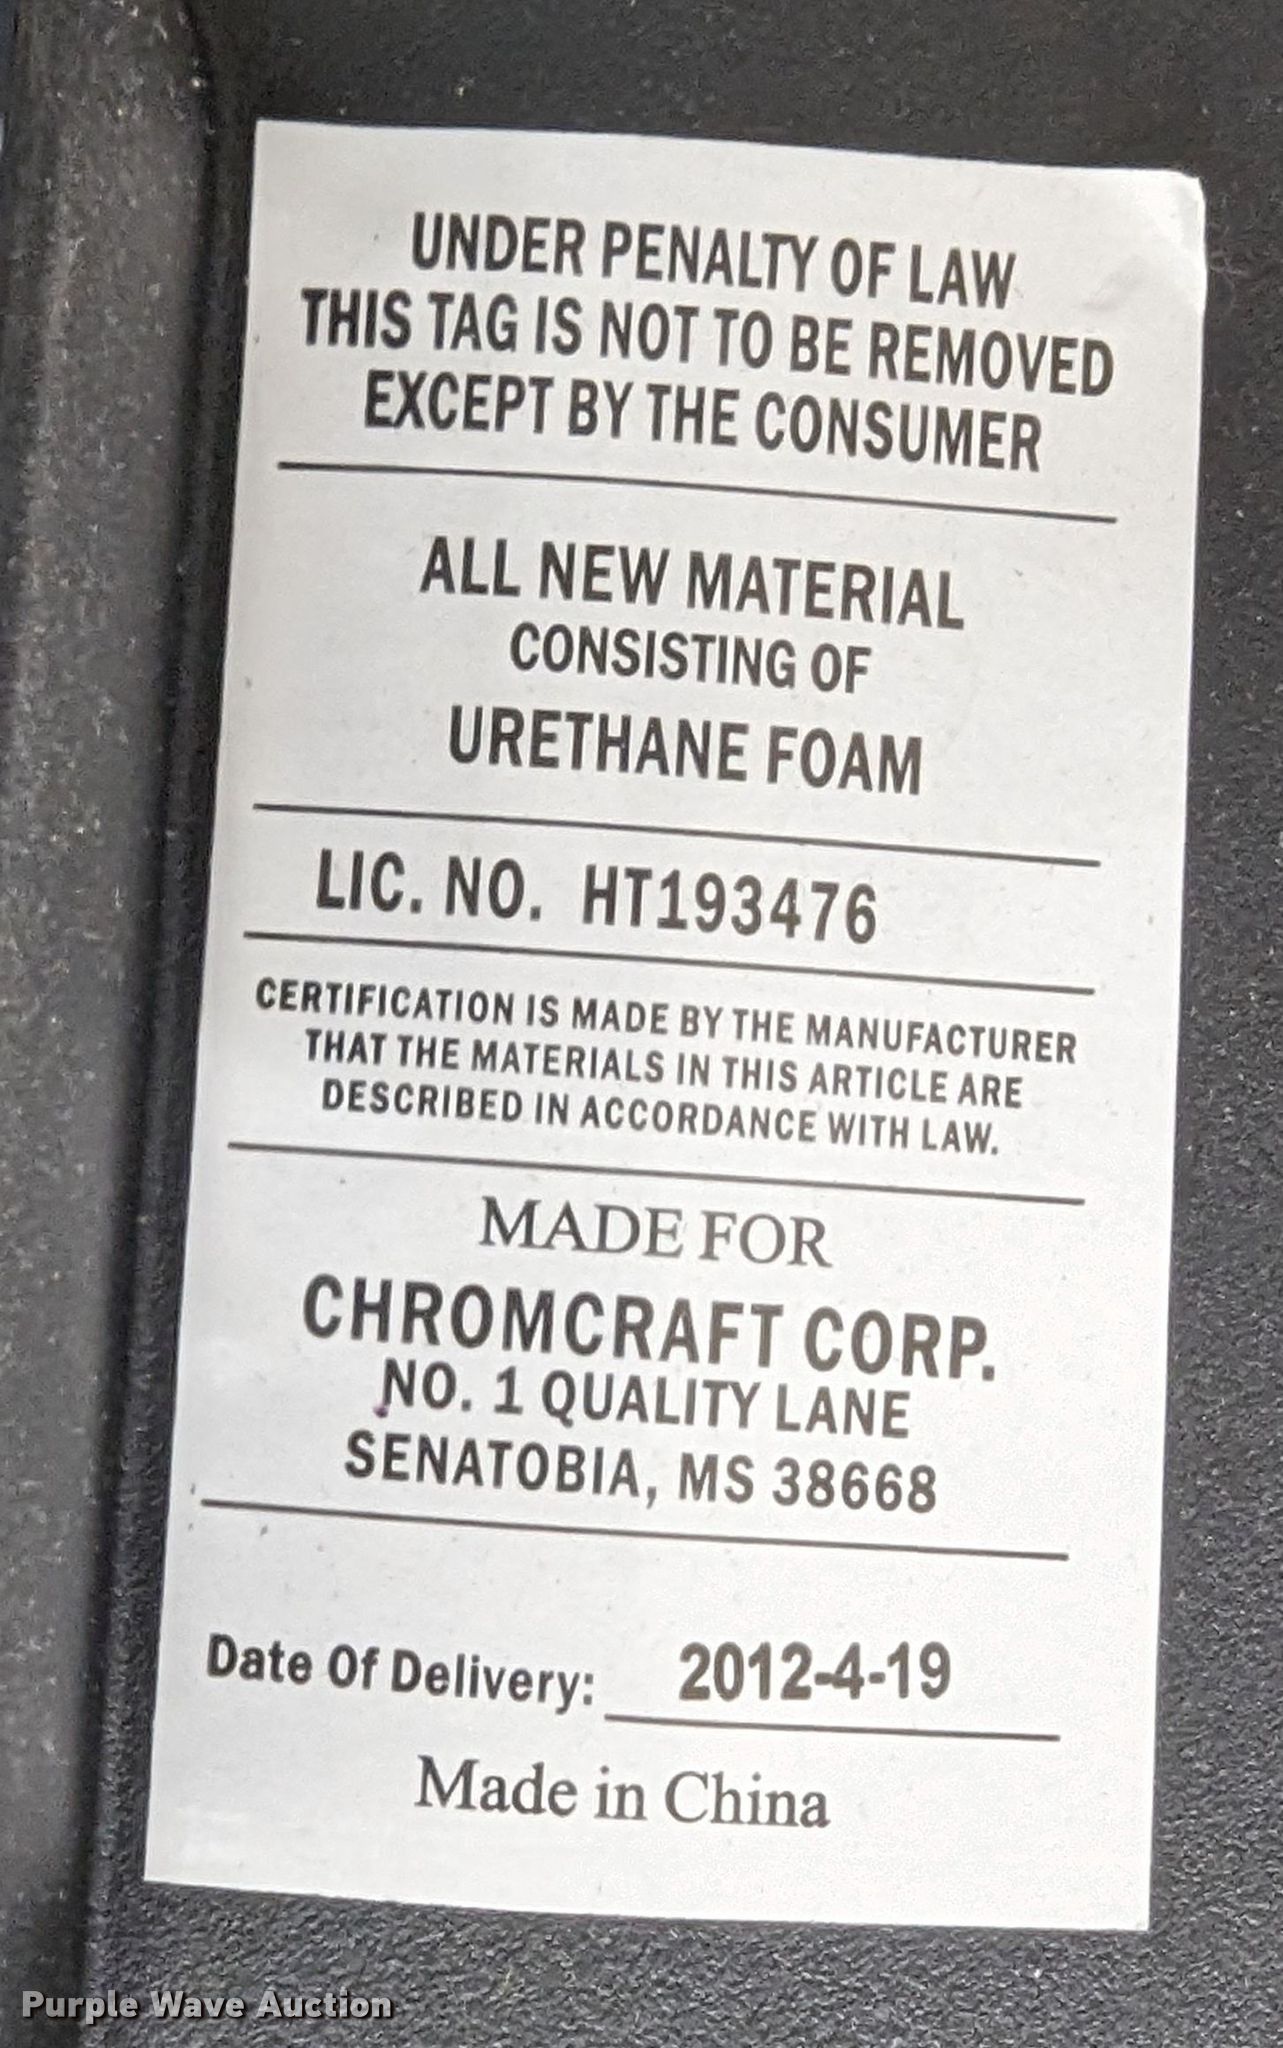 UNDER PENALTY OF LAW
THIS TAG IS NOT TO BE REMOVED
EXCEPT BY THE CONSUMER
ALL NEW MATERIAL
CONSISTING OF
URETHANE FOAM
LIC. NO. HT193476
CERTIFICATION IS MADE BY THE MANUFACTURER
THAT THE MATERIALS IN THIS ARTICLE ARE
DESCRIBED IN ACCORDANCE WITH LAW.
MADE FOR
CHROMCRAFT CORP.
NO. 1 QUALITY LANE
SENATOBIA, MS 38668
Date Of Delivery: 2012-4-19
Made in China
Purple Wave Auction